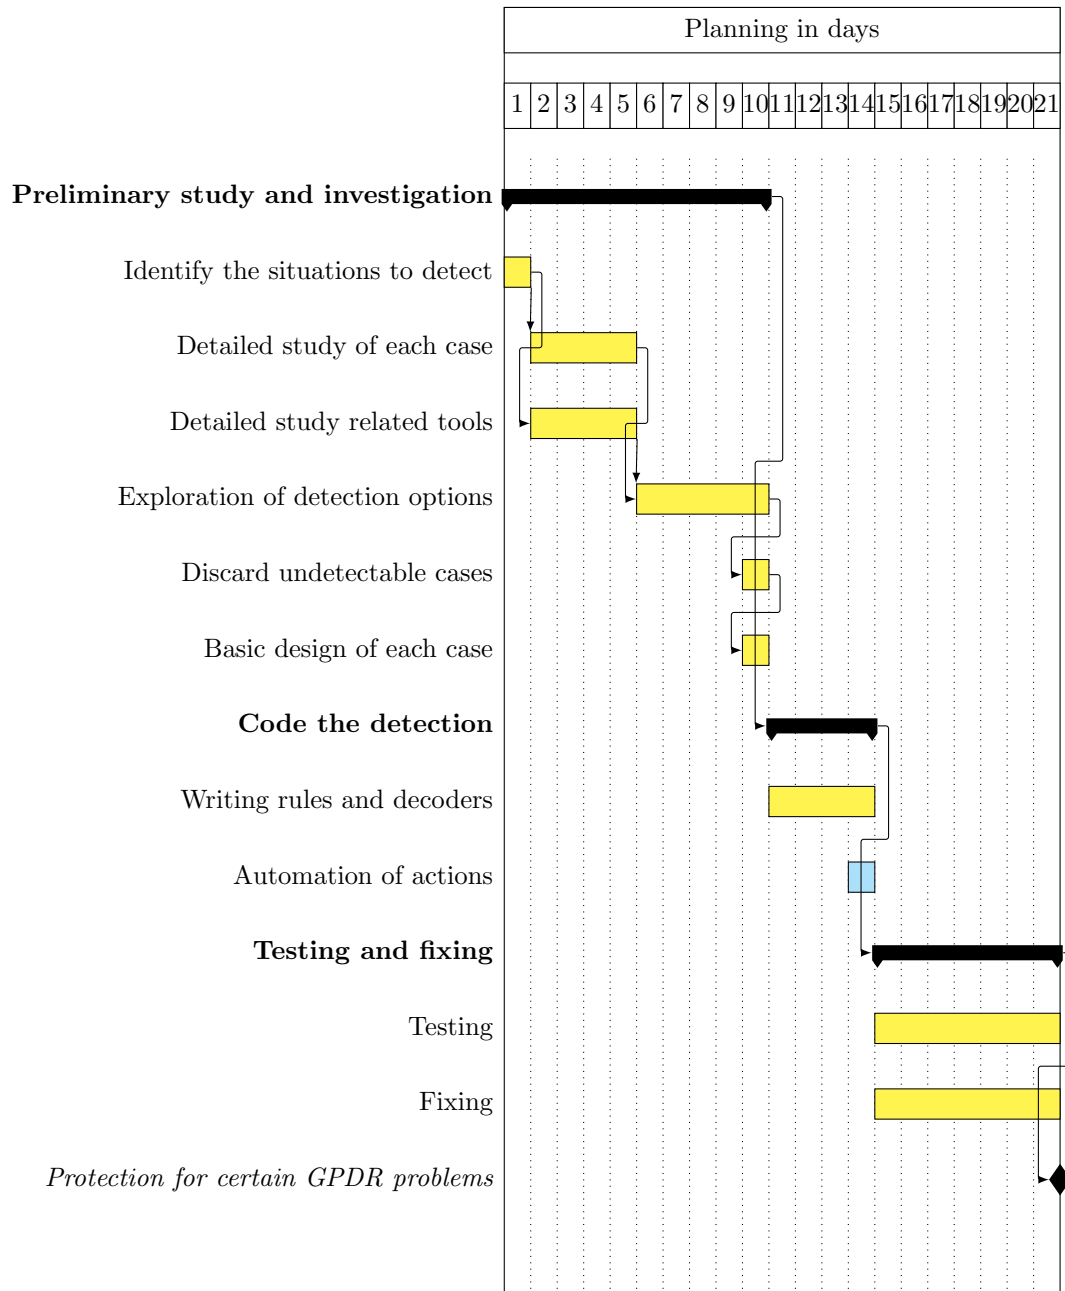 Planning in days
1 2 3 4 5 6 7 8 9 10 11 12 13 14 15 16 17 18 19 20 21
Preliminary study and investigation
Identify the situations to detect
Detailed study of each case
Detailed study related tools
Exploration of detection options
Discard undetectable cases
Basic design of each case
Code the detection
Writing rules and decoders
Automation of actions
Testing and fixing
Testing
Fixing
Protection for certain GPDR problems